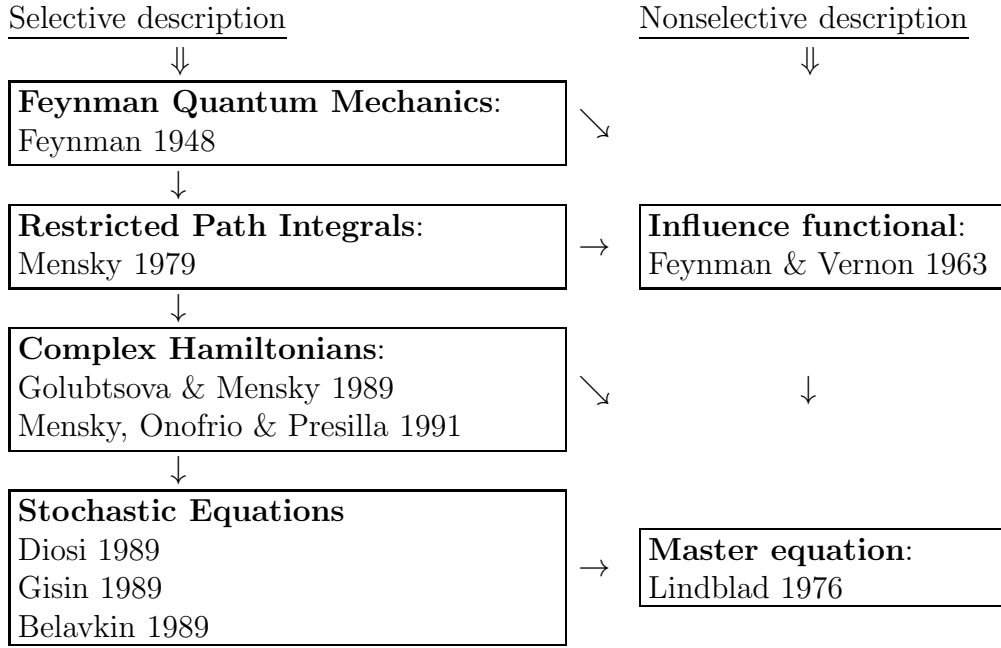 Selective description
Nonselective description
⇓
⇓
Feynman Quantum Mechanics:
Feynman 1948
↘
↓
Restricted Path Integrals:
Mensky 1979
→
Influence functional:
Feynman & Vernon 1963
↓
Complex Hamiltonians:
Golubtsova & Mensky 1989
Mensky, Onofrio & Presilla 1991
↘
↓
↓
Stochastic Equations
Diosi 1989
Gisin 1989
Belavkin 1989
→
Master equation:
Lindblad 1976